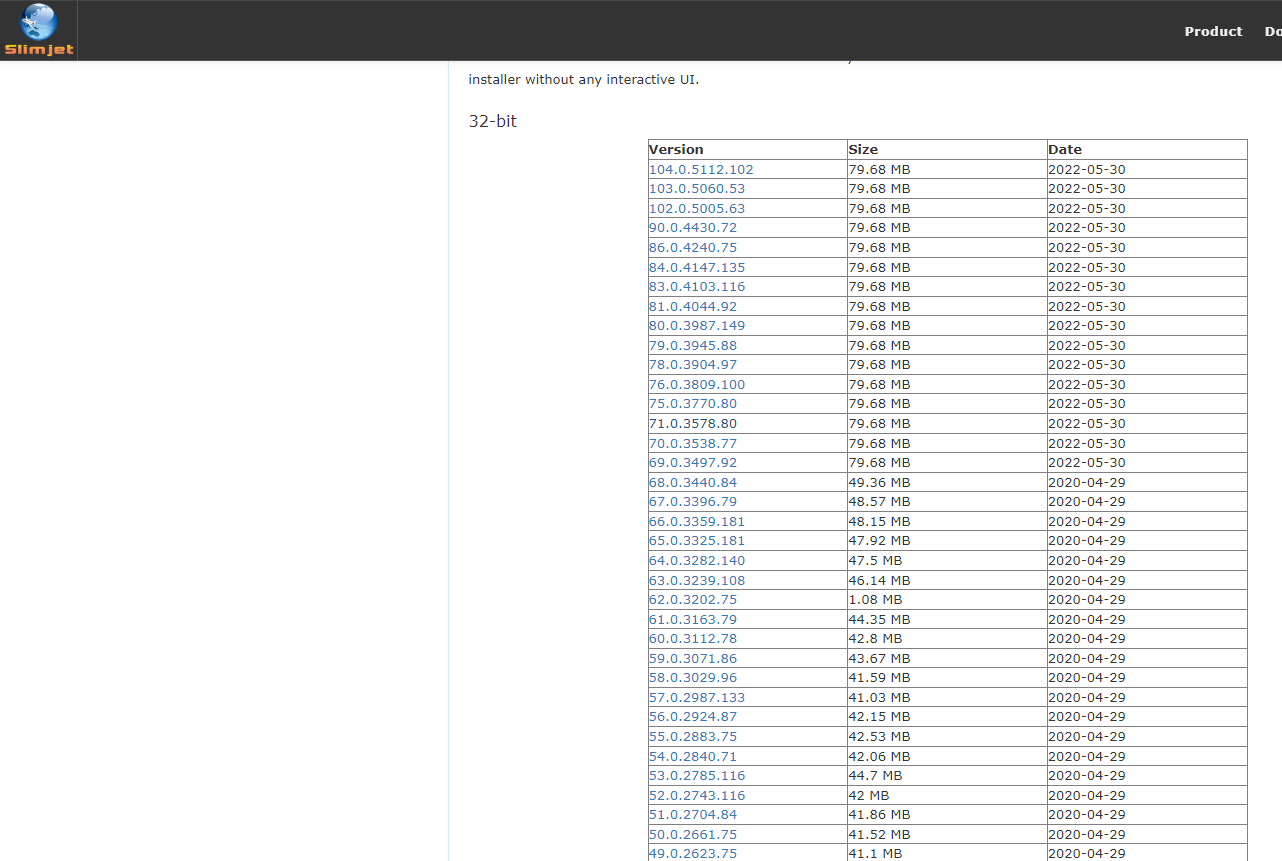 Slimjet
Product Do
installer without any interactive UI.
32-bit
Version Size Date
104.0.5112.102 79.68 MB 2022-05-30
103.0.5060.53 79.68 MB 2022-05-30
102.0.5005.63 79.68 MB 2022-05-30
90.0.4430.72 79.68 MB 2022-05-30
86.0.4240.75 79.68 MB 2022-05-30
84.0.4147.135 79.68 MB 2022-05-30
83.0.4103.116 79.68 MB 2022-05-30
81.0.4044.92 79.68 MB 2022-05-30
80.0.3987.149 79.68 MB 2022-05-30
79.0.3945.88 79.68 MB 2022-05-30
78.0.3904.97 79.68 MB 2022-05-30
76.0.3809.100 79.68 MB 2022-05-30
75.0.3770.80 79.68 MB 2022-05-30
71.0.3578.80 79.68 MB 2022-05-30
70.0.3538.77 79.68 MB 2022-05-30
69.0.3497.92 79.68 MB 2022-05-30
68.0.3440.84 49.36 MB 2020-04-29
67.0.3396.79 48.57 MB 2020-04-29
66.0.3359.181 48.15 MB 2020-04-29
65.0.3325.181 47.92 MB 2020-04-29
64.0.3282.140 47.5 MB 2020-04-29
63.0.3239.108 46.14 MB 2020-04-29
62.0.3202.75 1.08 MB 2020-04-29
61.0.3163.79 44.35 MB 2020-04-29
60.0.3112.78 42.8 MB 2020-04-29
59.0.3071.86 43.67 MB 2020-04-29
58.0.3029.96 41.59 MB 2020-04-29
57.0.2987.133 41.03 MB 2020-04-29
56.0.2924.87 42.15 MB 2020-04-29
55.0.2883.75 42.53 MB 2020-04-29
54.0.2840.71 42.06 MB 2020-04-29
53.0.2785.116 44.7 MB 2020-04-29
52.0.2743.116 42 MB 2020-04-29
51.0.2704.84 41.86 MB 2020-04-29
50.0.2661.75 41.52 MB 2020-04-29
49.0.2623.75 41.1 MB 2020-04-29